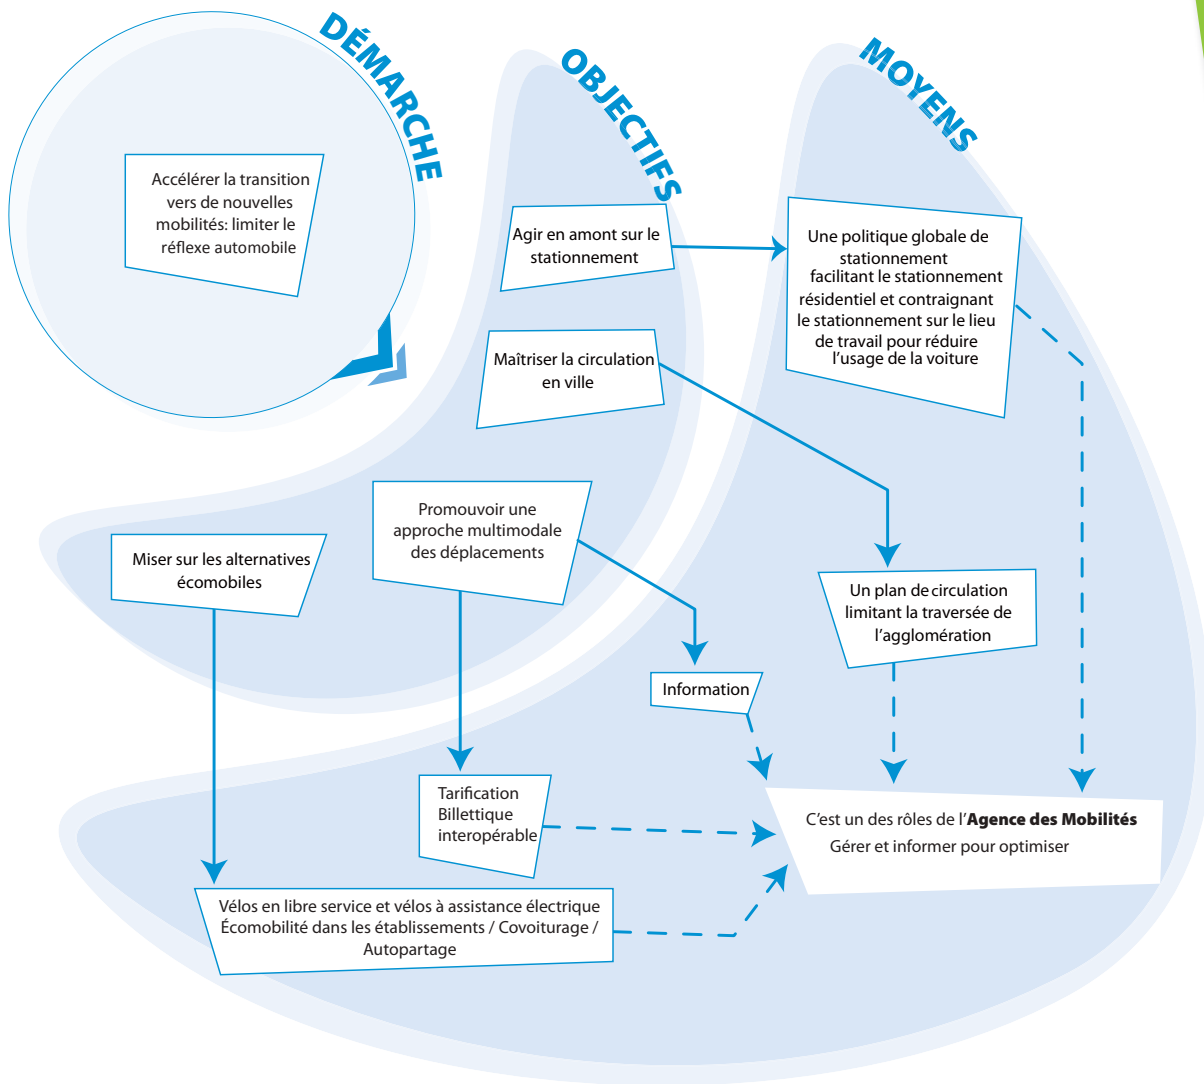 DÉMARCHE
Accélérer la transition
vers de nouvelles
mobilités: limiter le
réflexe automobile
OBJECTIFS
Agir en amont sur le
stationnement
Maîtriser la circulation
en ville
Promouvoir une
approche multimodale
des déplacements
Miser sur les alternatives
écomobiles
MOYENS
Une politique globale de
stationnement
facilitant le stationnement
résidentiel et contraignant
le stationnement sur le lieu
de travail pour réduire
l’usage de la voiture
Un plan de circulation
limitant la traversée de
l’agglomération
Information
Tarification
Billettique
interopérable
Vélos en libre service et vélos à assistance électrique
Écomobilité dans les établissements / Covoiturage /
Autopartage
C’est un des rôles de l’Agence des Mobilités
Gérer et informer pour optimiser